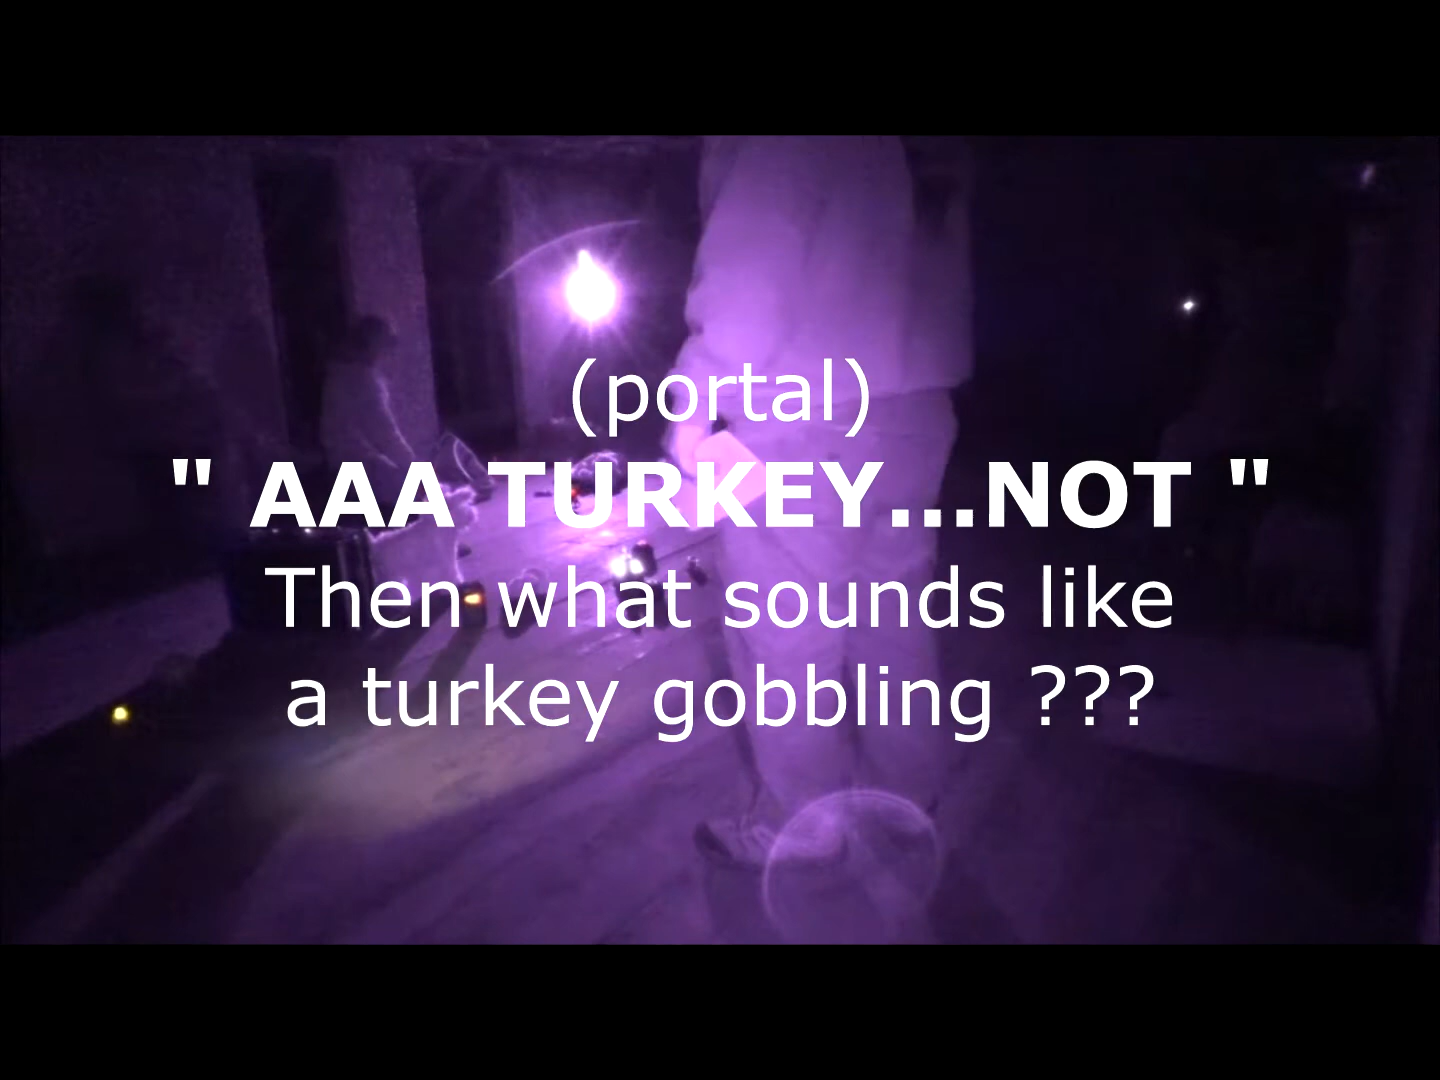 (portal)
" AAA TURKEY...NOT "
Then what sounds like
a turkey gobbling ???